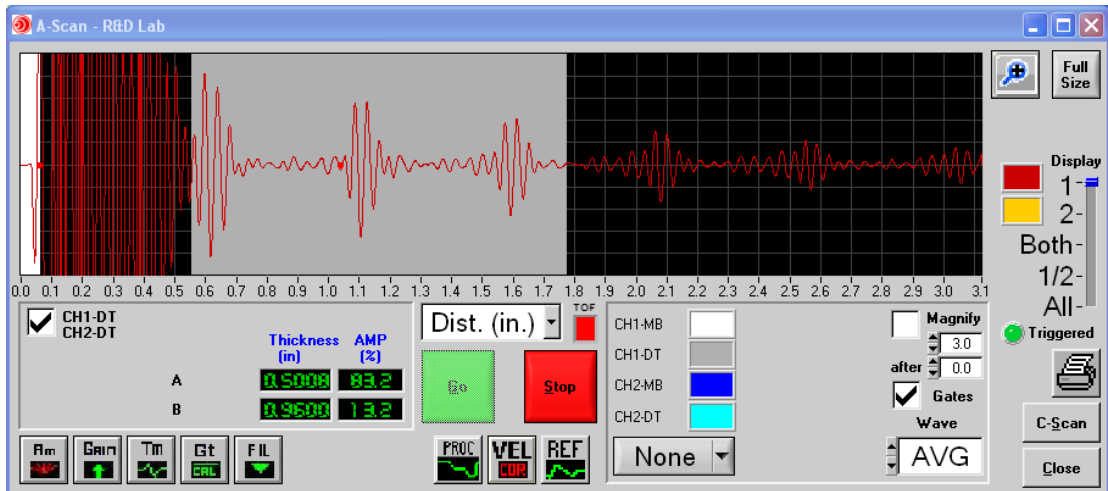 A-Scan - R&D Lab
Full Size
Display
1-
2-
Both-
1/2-
All-
Triggered
0.0 0.1 0.2 0.3 0.4 0.5 0.6 0.7 0.8 0.9 1.0 1.1 1.2 1.3 1.4 1.5 1.6 1.7 1.8 1.9 2.0 2.1 2.2 2.3 2.4 2.5 2.6 2.7 2.8 2.9 3.0 3.1
CH1-DT
CH2-DT
Thickness (in)
AMP (%)
A 0.5008 83.2
B 0.9600 13.2
Dist. (in.)
TOF
Go
Stop
CH1-MB
CH1-DT
CH2-MB
CH2-DT
None
Magnify
3.0
after 0.0
Gates
Wave
AVG
C-Scan
Close
Am
Gain
Tm
Gt
CAL
FIL
PROC
VEL
COR
REF